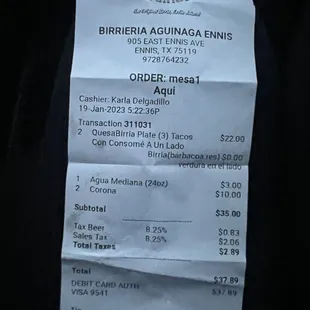 BIRRIERIA AGUINAGA ENNIS
905 EAST ENNIS AVE
ENNIS, TX 75119
9728764232
ORDER: mesa1
Aqui
Cashier: Karla Delgadillo
19-Jan-2023 5:22:36P
Transaction 311031
2 QuesaBirria Plate (3) Tacos $22.00
Con Consomé A Un Lado
Birria(barbacoa res) $0.00
verdura en el lado
1 Agua Mediana (24oz) $3.00
2 Corona $10.00
Subtotal $35.00
Tax Beer 8.25% $0.83
Sales Tax 8.25% $2.06
Total Taxes $2.89
Total $37.89
DEBIT CARD AUTH $37.89
VISA 9541